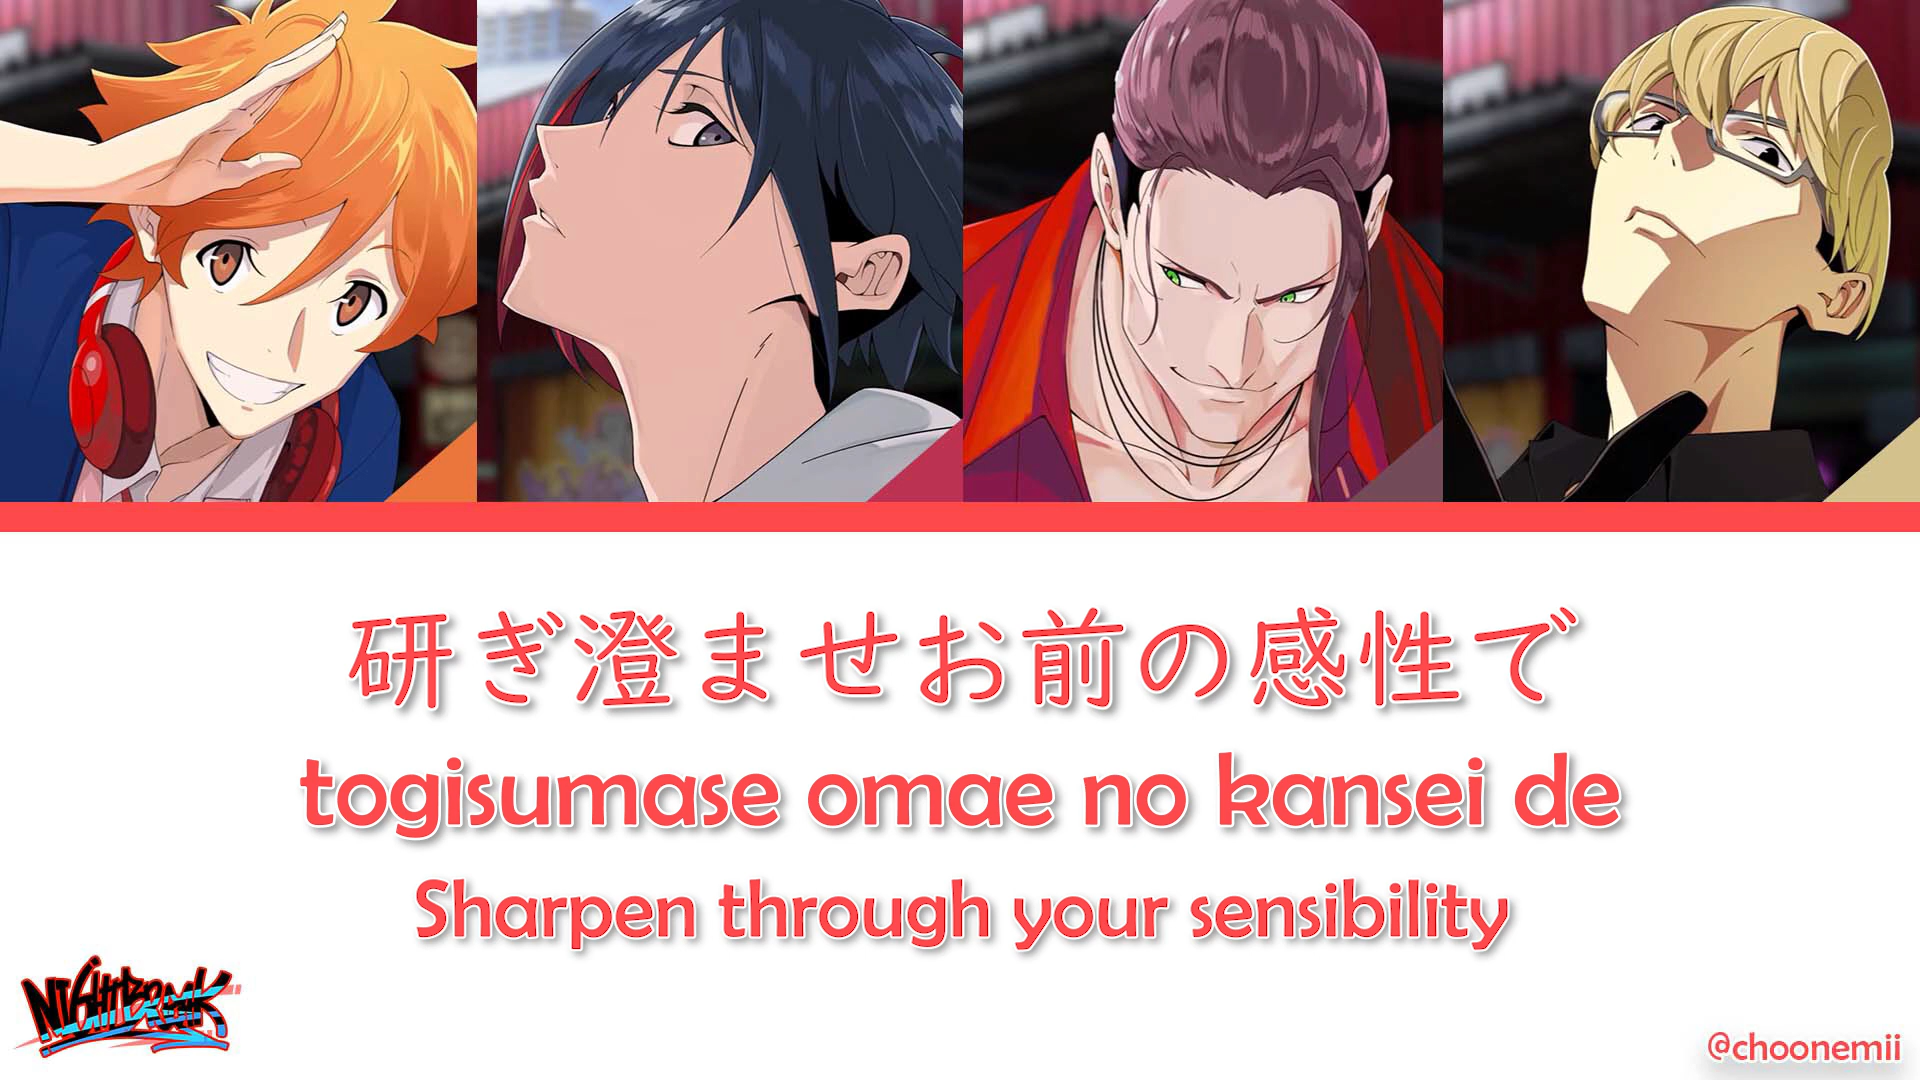 研ぎ澄ませお前の感性で
togisumase omae no kansei de
Sharpen through your sensibility
NIGHTBREAK
@choonemii